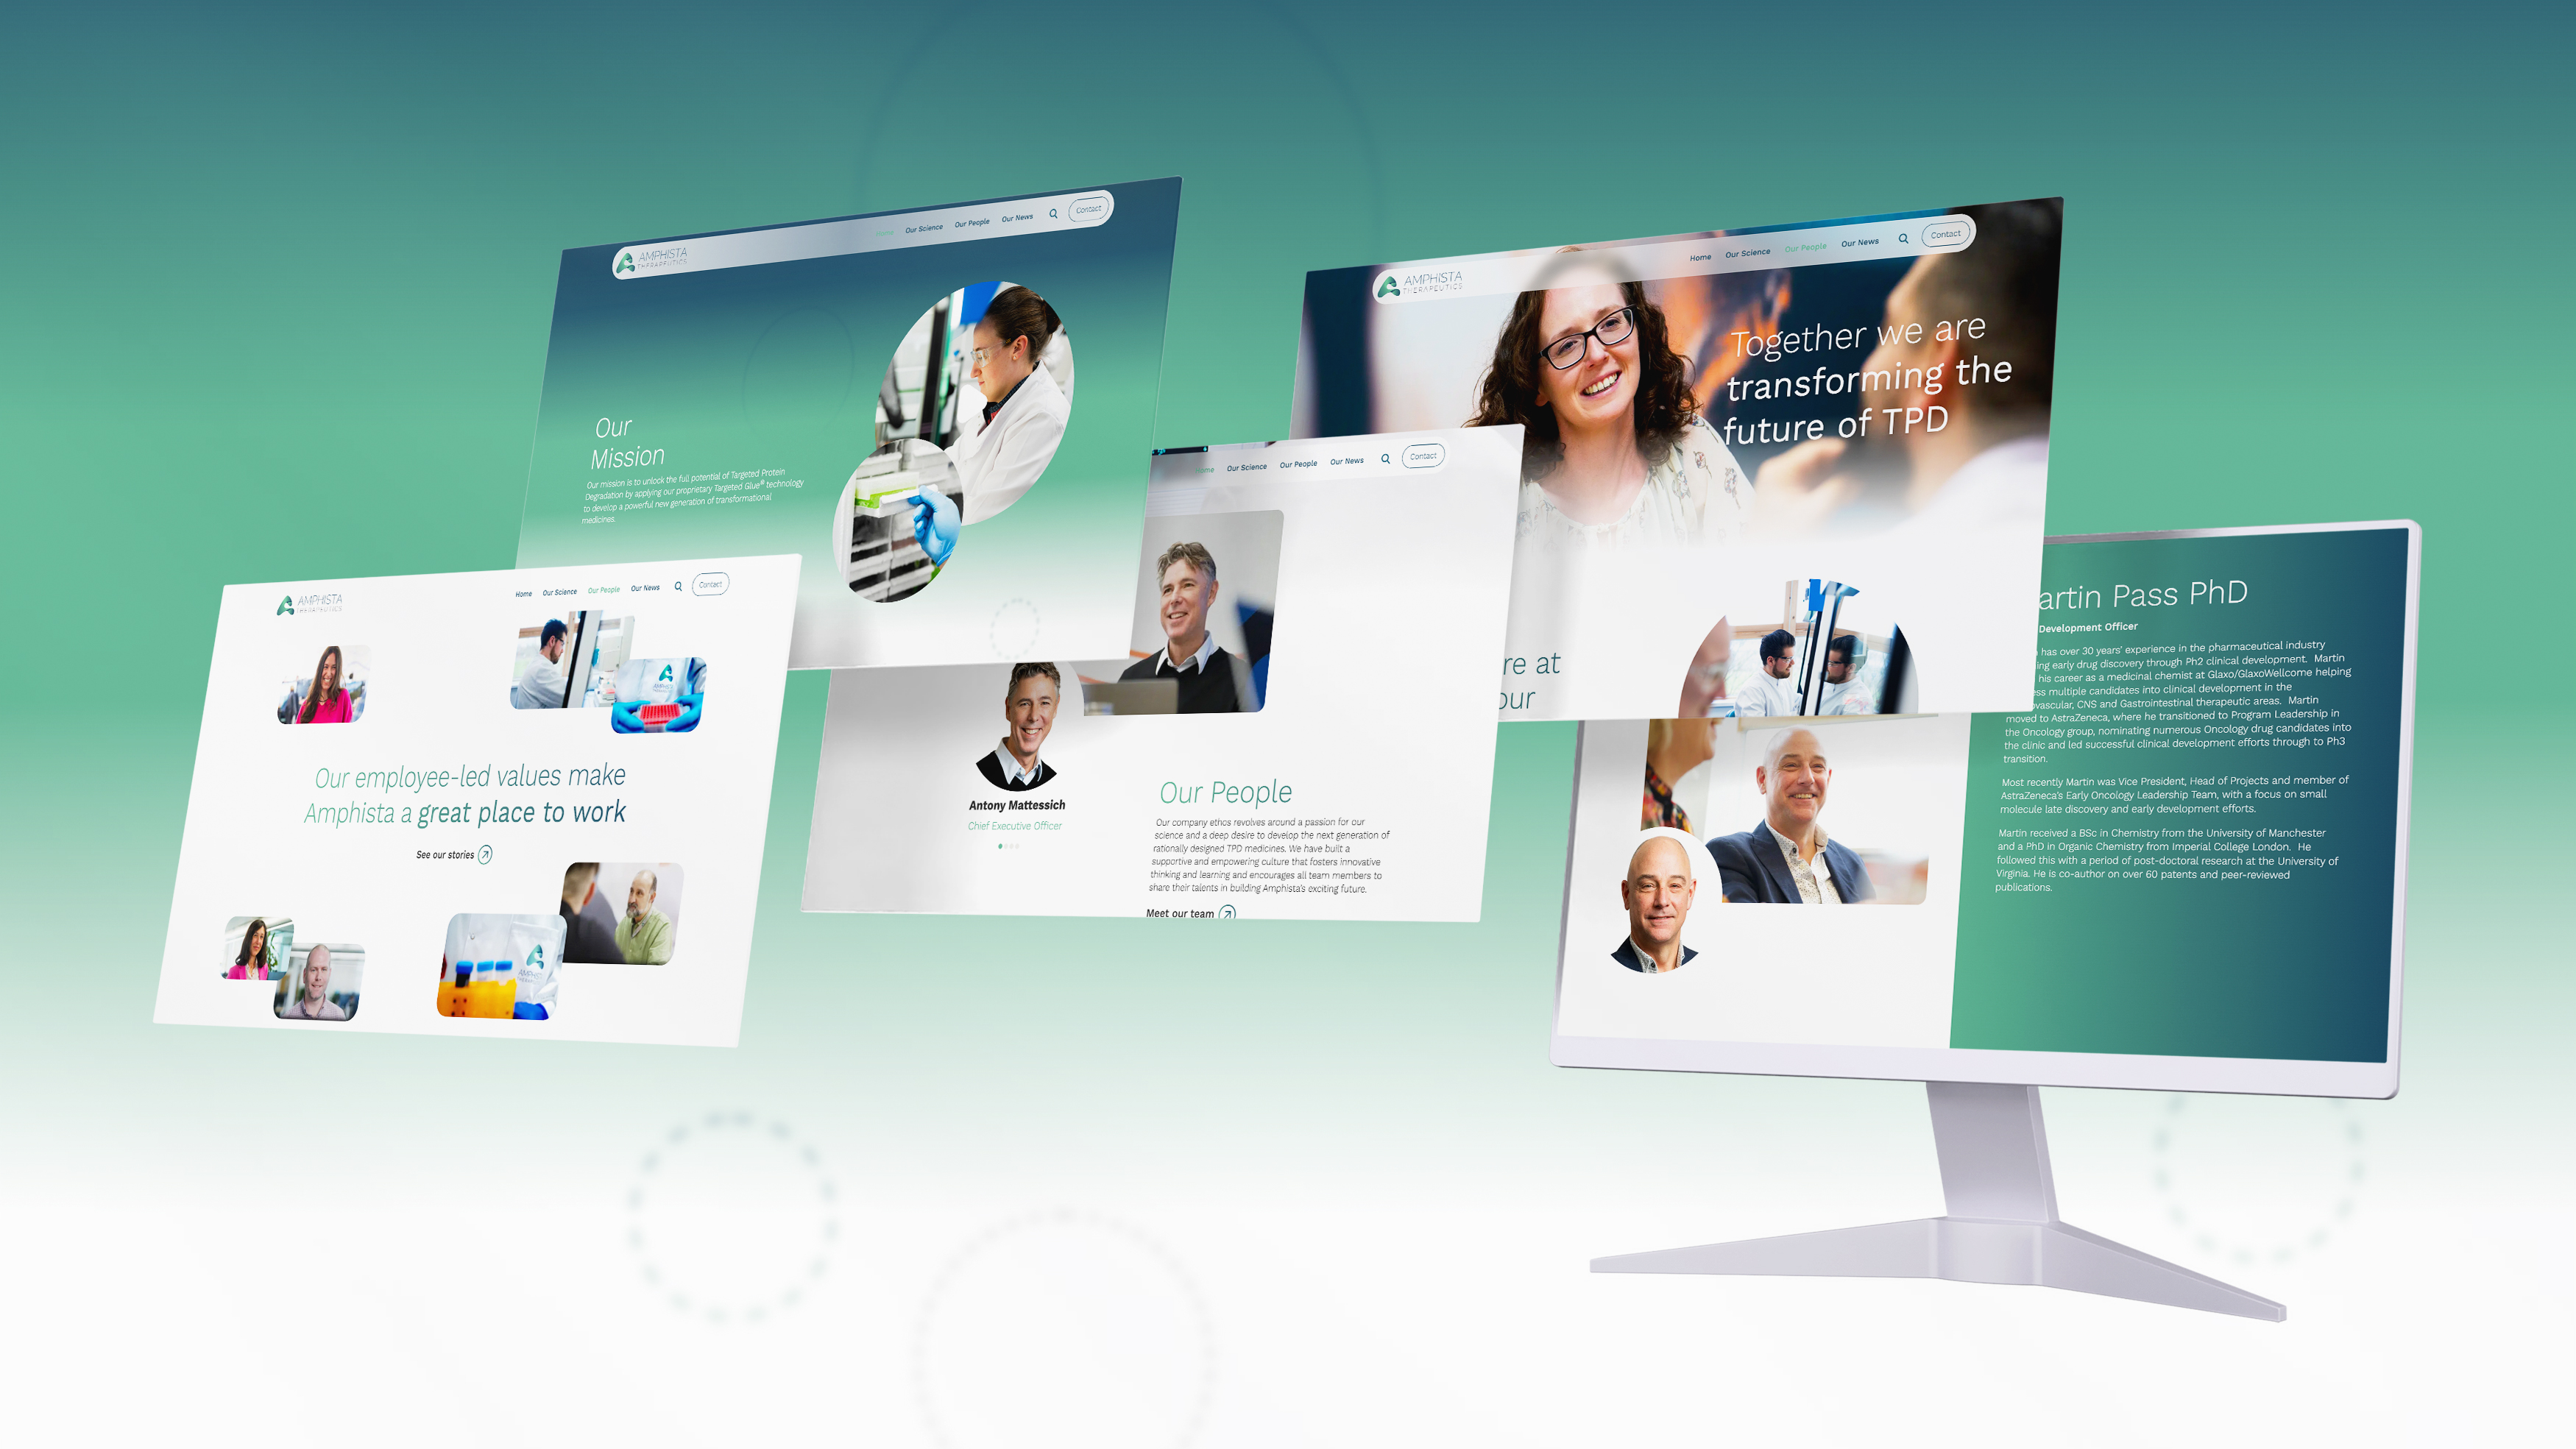 AMPHISTA
THERAPEUTICS
Home Our Science Our People Our News Contact
Our
Mission
Our mission is to unlock the full potential of Targeted Protein
Degradation by applying our proprietary Targeted Glue® technology
to develop a powerful new generation of transformational
medicines.
AMPHISTA
THERAPEUTICS
Home Our Science Our People Our News Contact
Together we are
transforming the
future of TPD
re at
our
AMPHISTA
THERAPEUTICS
Home Our Science Our People Our News Contact
AMPHISTA
Our employee-led values make
Amphista a great place to work
See our stories
AMPHISTA
Home Our Science Our People Our News Contact
Antony Mattessich
Chief Executive Officer
Our People
Our company ethos revolves around a passion for our
science and a deep desire to develop the next generation of
rationally designed TPD medicines. We have built a
supportive and empowering culture that fosters innovative
thinking and learning and encourages all team members to
share their talents in building Amphista's exciting future.
Meet our team
artin Pass PhD
Development Officer
has over 30 years' experience in the pharmaceutical industry
ing early drug discovery through Ph2 clinical development. Martin
his career as a medicinal chemist at Glaxo/GlaxoWellcome helping
ess multiple candidates into clinical development in the
ovascular, CNS and Gastrointestinal therapeutic areas. Martin
moved to AstraZeneca, where he transitioned to Program Leadership in
the Oncology group, nominating numerous Oncology drug candidates into
the clinic and led successful clinical development efforts through to Ph3
transition.
Most recently Martin was Vice President, Head of Projects and member of
AstraZeneca's Early Oncology Leadership Team, with a focus on small
molecule late discovery and early development efforts.
Martin received a BSc in Chemistry from the University of Manchester
and a PhD in Organic Chemistry from Imperial College London. He
followed this with a period of post-doctoral research at the University of
Virginia. He is co-author on over 60 patents and peer-reviewed
publications.